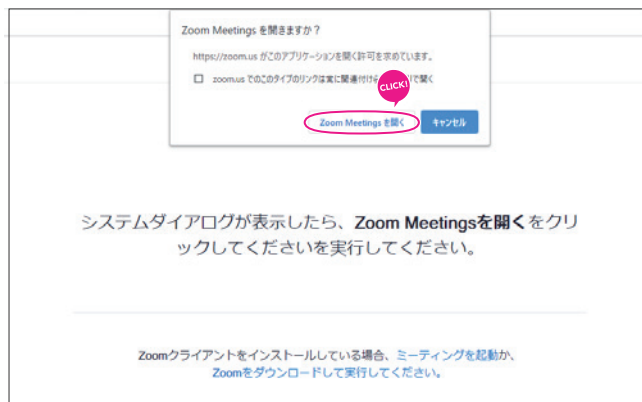 Zoom Meetings を開きますか？
https://zoom.us がこのアプリケーションを開く許可を求めています。
zoom.us でのこのタイプのリンクは常に関連付け で開く
CLICK!
Zoom Meetings を開く
キャンセル
システムダイアログが表示したら、Zoom Meetingsを開くをクリ
ックしてくださいを実行してください。
Zoomクライアントをインストールしている場合、ミーティングを起動か、
Zoomをダウンロードして実行してください。